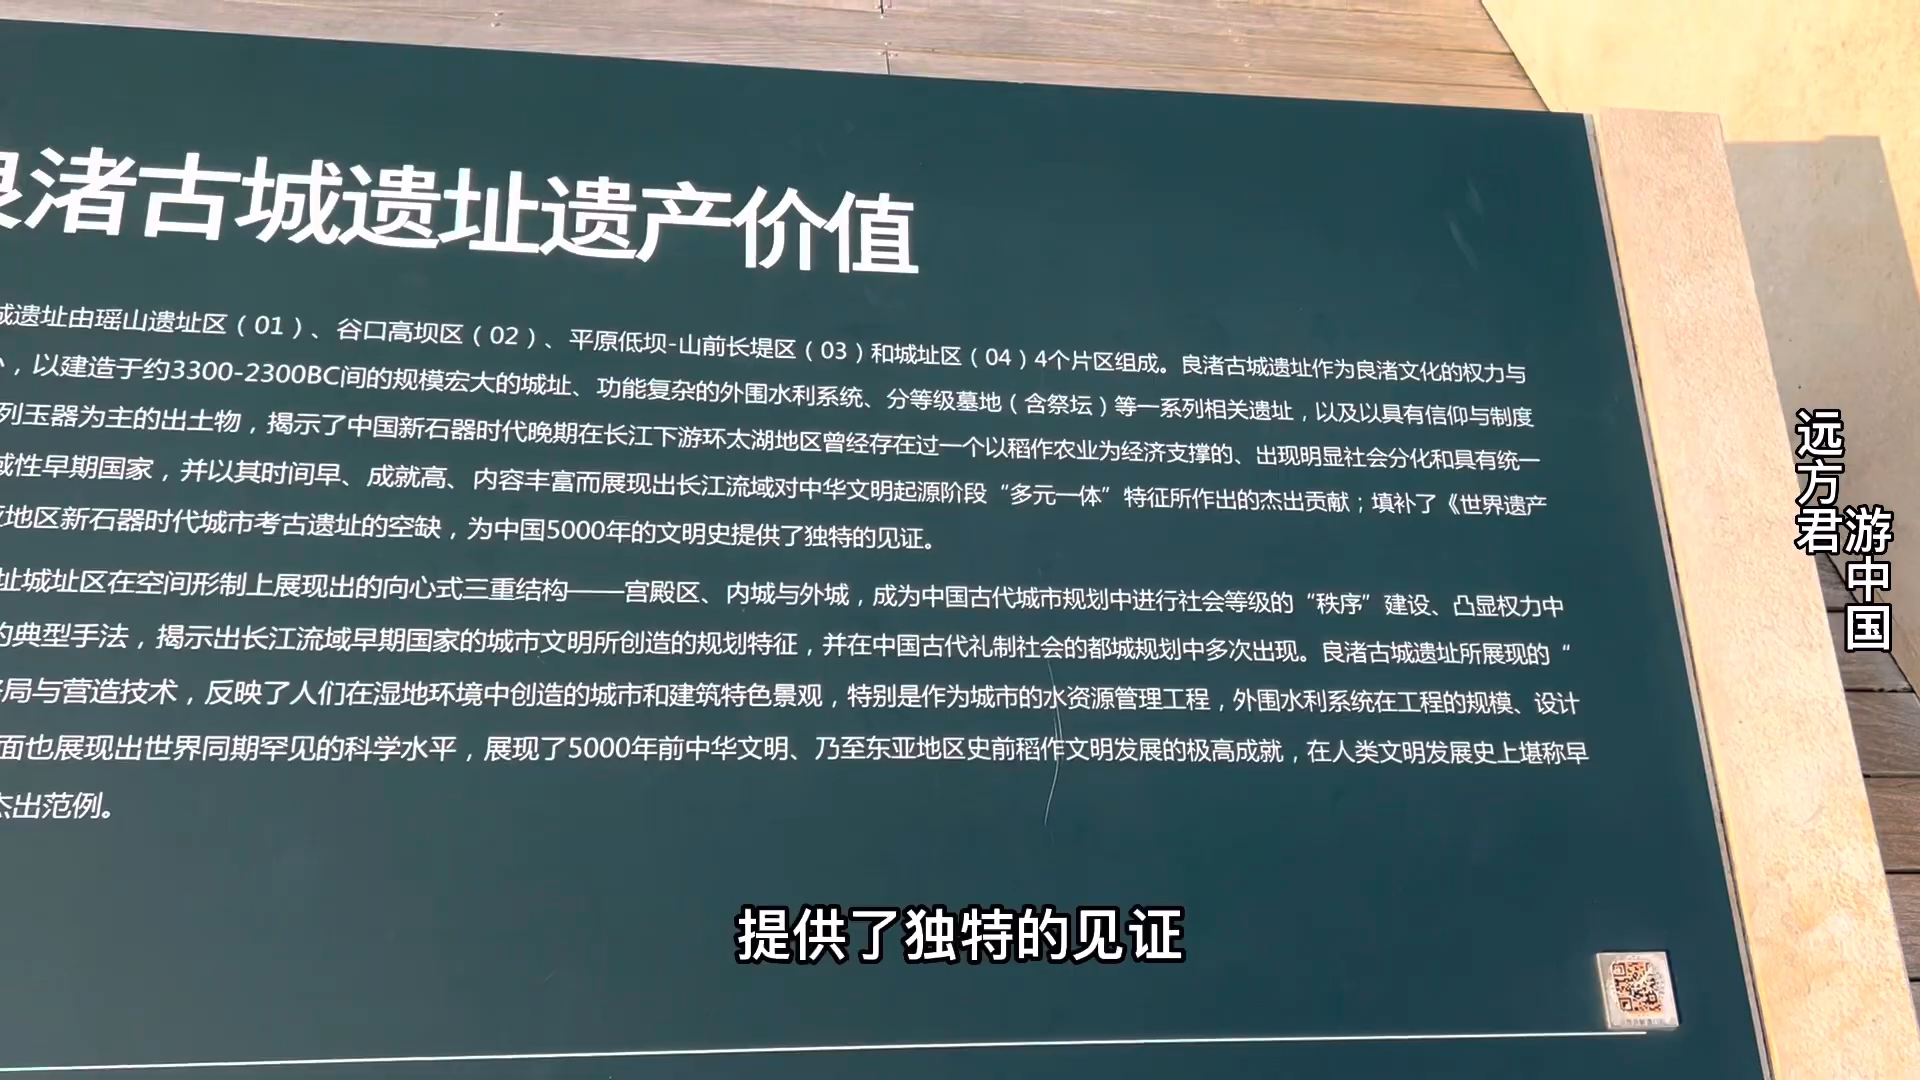 良渚古城遗址遗产价值
城遗址由瑶山遗址区（01）、谷口高坝区（02）、平原低坝-山前长堤区（03）和城址区（04）4个片区组成。良渚古城遗址作为良渚文化的权力与
，以建造于约3300-2300BC间的规模宏大的城址、功能复杂的外围水利系统、分等级墓地（含祭坛）等一系列相关遗址，以及以具有信仰与制度
列玉器为主的出土物，揭示了中国新石器时代晚期在长江下游环太湖地区曾经存在过一个以稻作农业为经济支撑的、出现明显社会分化和具有统一
域性早期国家，并以其时间早、成就高、内容丰富而展现出长江流域对中华文明起源阶段“多元一体”特征所作出的杰出贡献；填补了《世界遗产
地区新石器时代城市考古遗址的空缺，为中国5000年的文明史提供了独特的见证。
址城址区在空间形制上展现出的向心式三重结构——宫殿区、内城与外城，成为中国古代城市规划中进行社会等级的“秩序”建设、凸显权力中
的典型手法，揭示出长江流域早期国家的城市文明所创造的规划特征，并在中国古代礼制社会的都城规划中多次出现。良渚古城遗址所展现的“
局与营造技术，反映了人们在湿地环境中创造的城市和建筑特色景观，特别是作为城市的水资源管理工程，外围水利系统在工程的规模、设计
面也展现出世界同期罕见的科学水平，展现了5000年前中华文明、乃至东亚地区史前稻作文明发展的极高成就，在人类文明发展史上堪称早
杰出范例。
远方君
游中国
提供了独特的见证